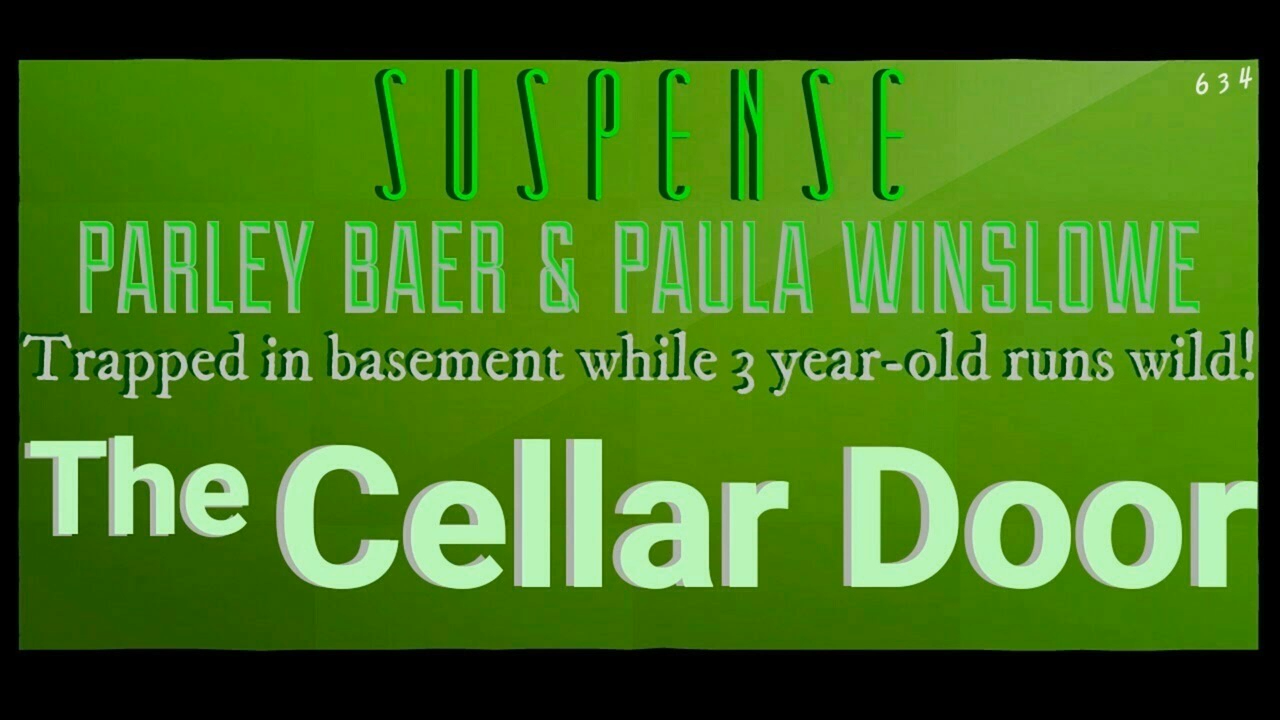 SUSPENSE
634
PARLEY BAER & PAULA WINSLOWE
Trapped in basement while 3 year-old runs wild!
The Cellar Door